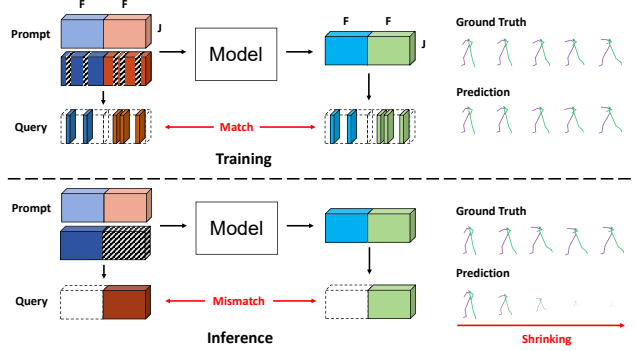 F F
F F
Ground Truth
Prompt
J
J
Model
Prediction
Query
Match
Training
Prompt
Ground Truth
Model
Prediction
Query
Mismatch
Inference
Shrinking